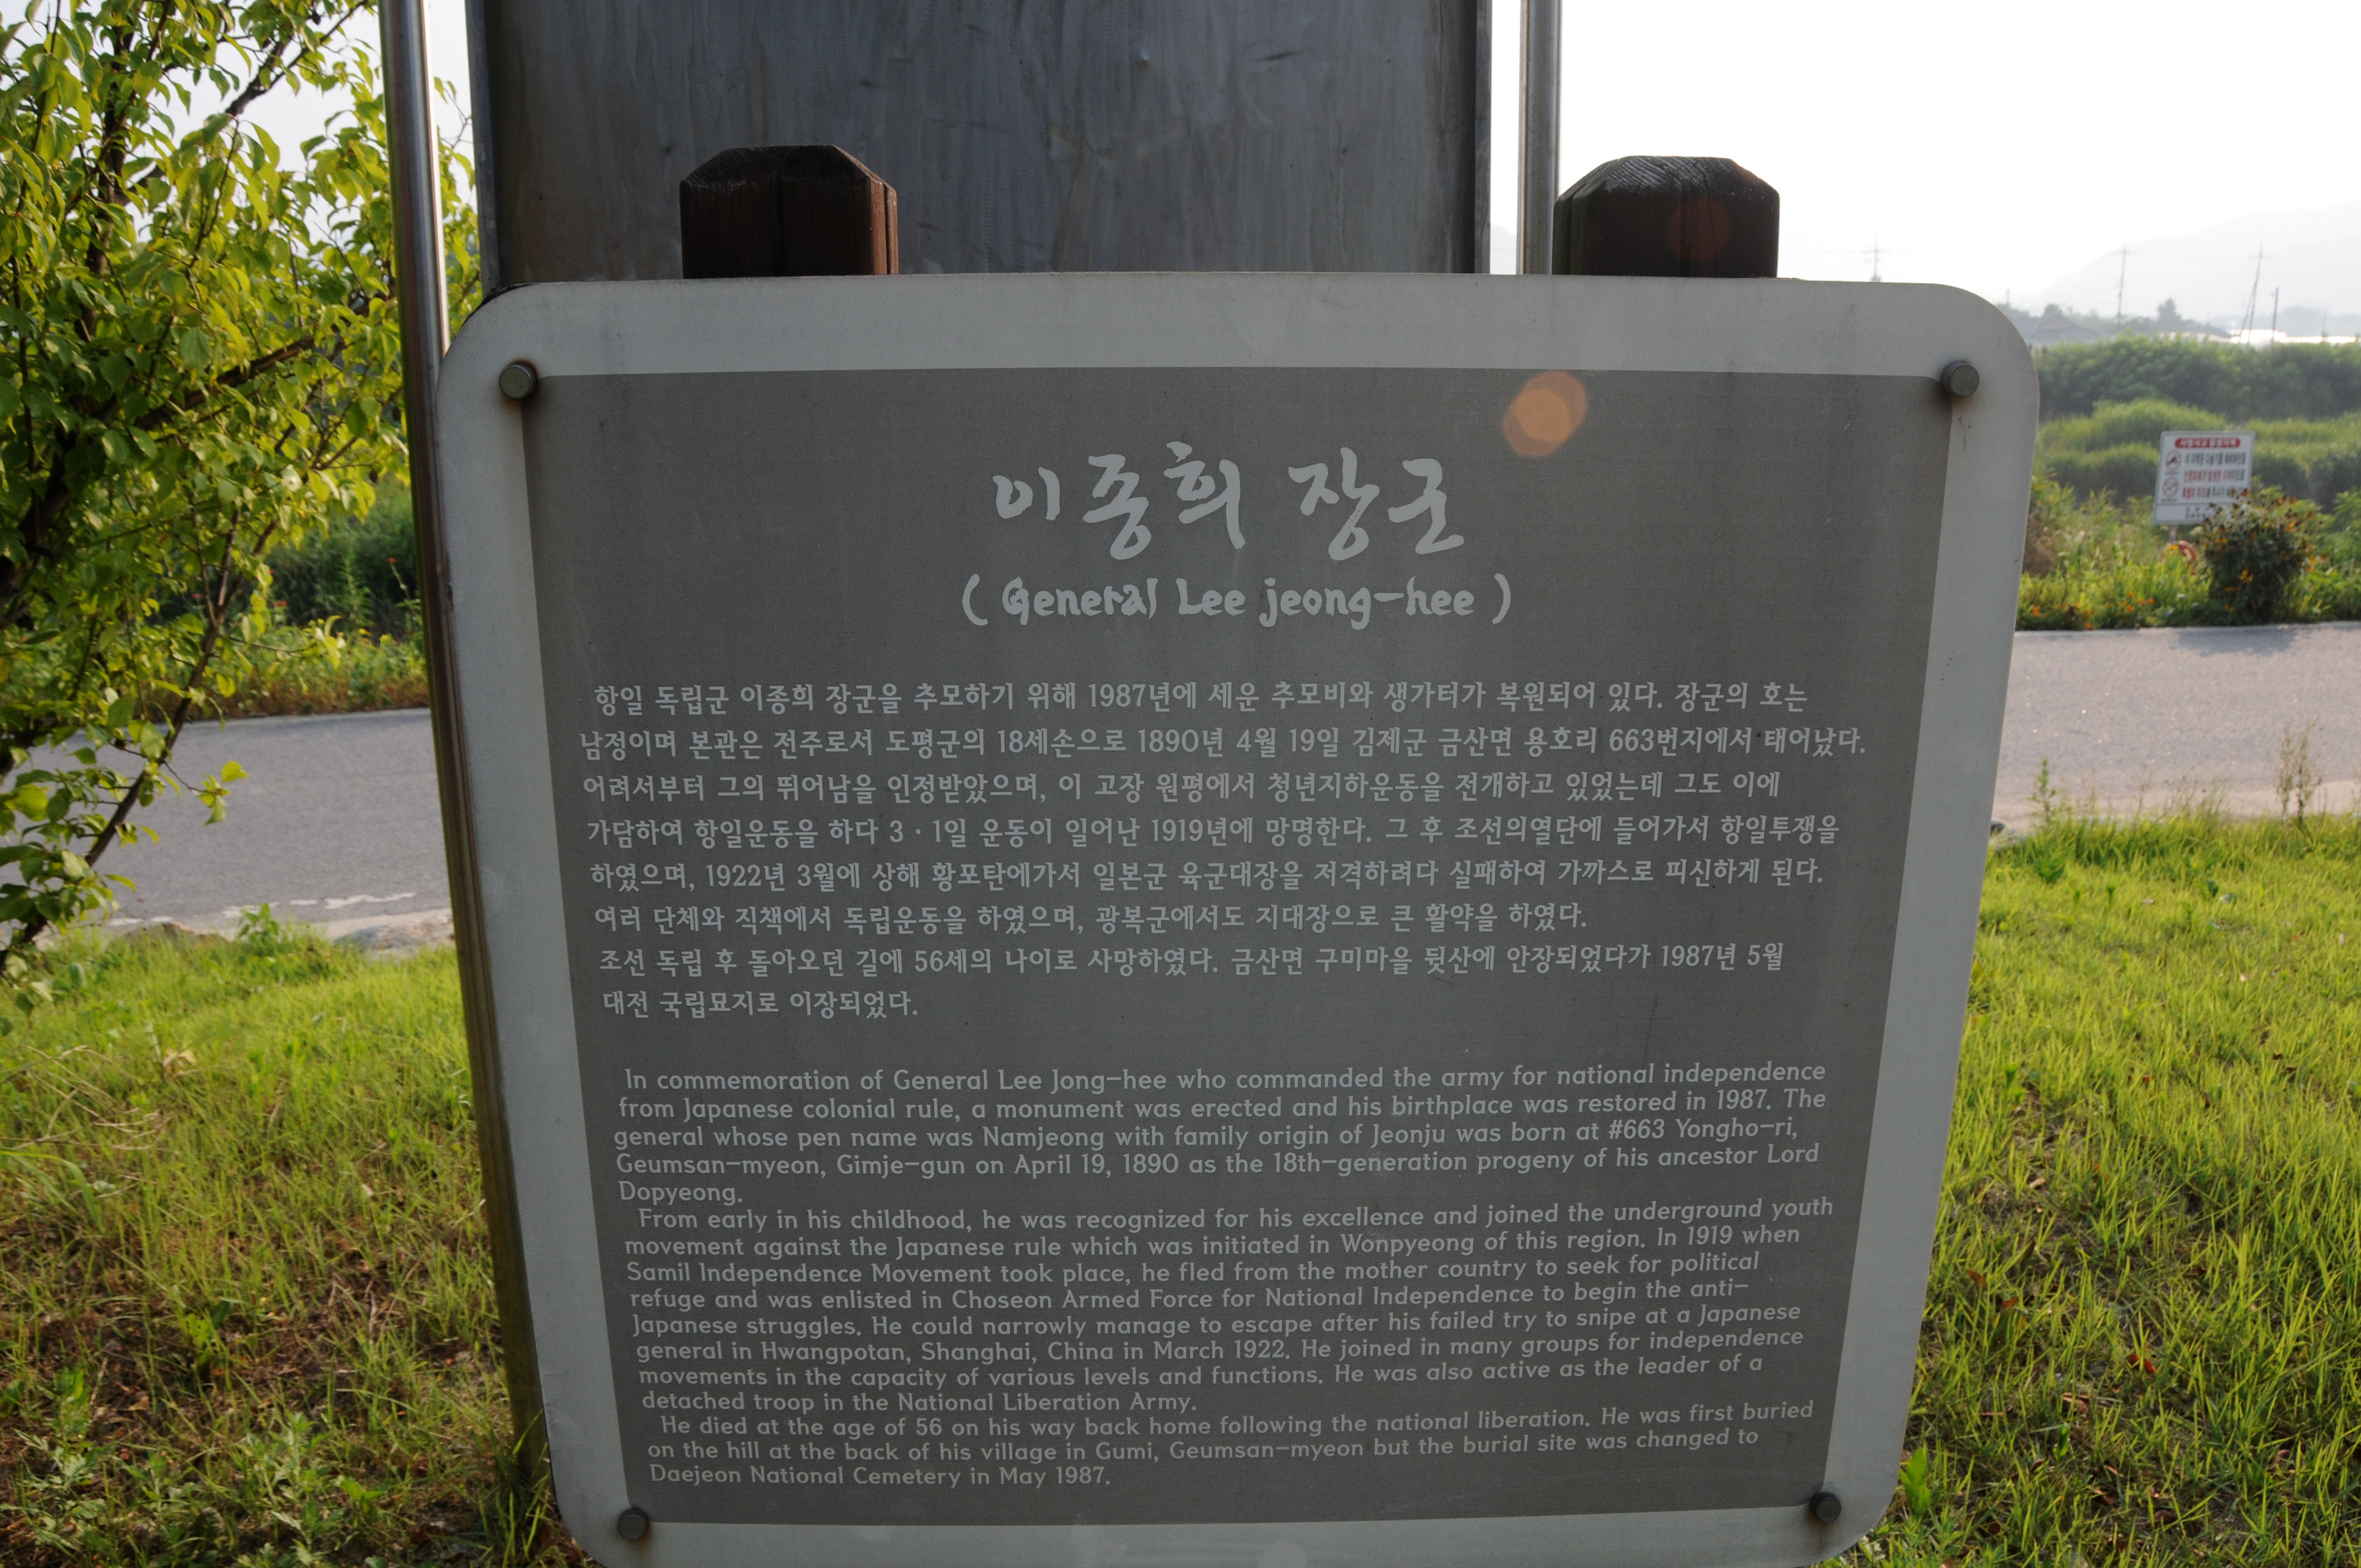 이종희 장군
( General Lee jeong-hee )
항일 독립군 이종희 장군을 추모하기 위해 1987년에 세운 추모비와 생가터가 복원되어 있다. 장군의 호는
남정이며 본관은 전주로서 도평군의 18세손으로 1890년 4월 19일 김제군 금산면 용호리 663번지에서 태어났다.
어려서부터 그의 뛰어남을 인정받았으며, 이 고장 원평에서 청년지하운동을 전개하고 있었는데 그도 이에
가담하여 항일운동을 하다 3 · 1일 운동이 일어난 1919년에 망명한다. 그 후 조선의열단에 들어가서 항일투쟁을
하였으며, 1922년 3월에 상해 황포탄에가서 일본군 육군대장을 저격하려다 실패하여 가까스로 피신하게 된다.
여러 단체와 직책에서 독립운동을 하였으며, 광복군에서도 지대장으로 큰 활약을 하였다.
조선 독립 후 돌아오던 길에 56세의 나이로 사망하였다. 금산면 구미마을 뒷산에 안장되었다가 1987년 5월
대전 국립묘지로 이장되었다.
In commemoration of General Lee Jong-hee who commanded the army for national independence
from Japanese colonial rule, a monument was erected and his birthplace was restored in 1987. The
general whose pen name was Namjeong with family origin of Jeonju was born at #663 Yongho-ri,
Geumsan-myeon, Gimje-gun on April 19, 1890 as the 18th-generation progeny of his ancestor Lord
Dopyeong.
From early in his childhood, he was recognized for his excellence and joined the underground youth
movement against the Japanese rule which was initiated in Wonpyeong of this region. In 1919 when
Samil Independence Movement took place, he fled from the mother country to seek for political
refuge and was enlisted in Choseon Armed Force for National Independence to begin the anti-
Japanese struggles. He could narrowly manage to escape after his failed try to snipe at a Japanese
general in Hwangpotan, Shanghai, China in March 1922. He joined in many groups for independence
movements in the capacity of various levels and functions. He was also active as the leader of a
detached troop in the National Liberation Army.
He died at the age of 56 on his way back home following the national liberation. He was first buried
on the hill at the back of his village in Gumi, Geumsan-myeon but the burial site was changed to
Daejeon National Cemetery in May 1987.